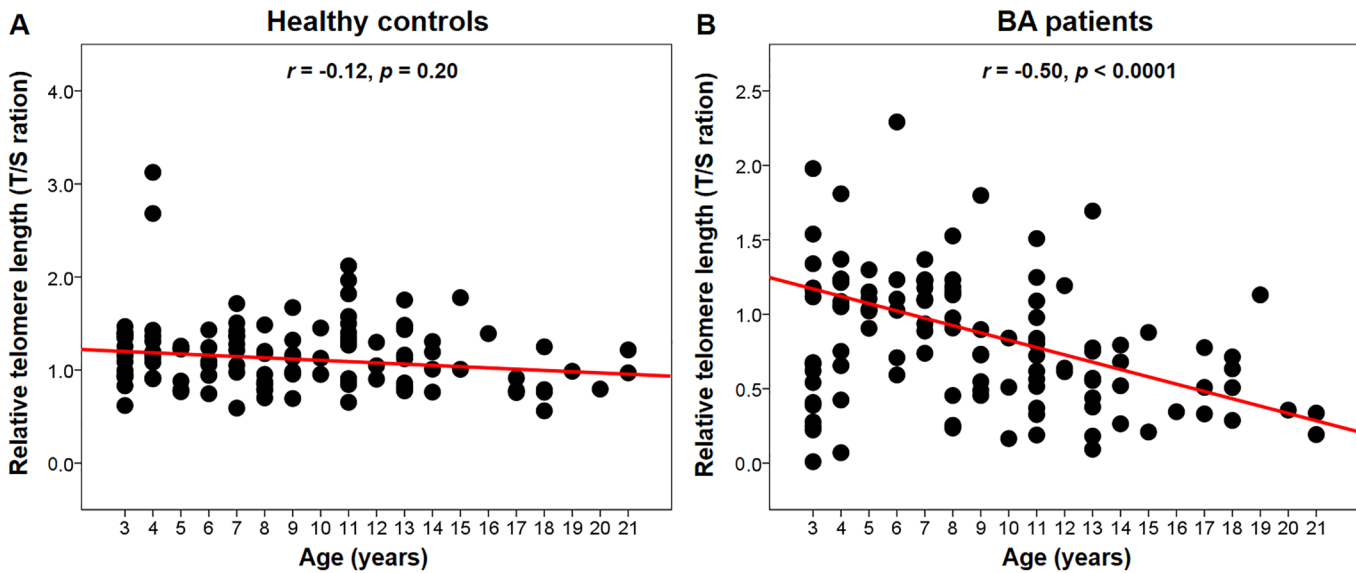 A
Healthy controls
r = -0.12, p = 0.20
Relative telomere length (T/S ration)
4.0
3.0
2.0
1.0
0.0
3 4 5 6 7 8 9 10 11 12 13 14 15 16 17 18 19 20 21
Age (years)
B
BA patients
r = -0.50, p < 0.0001
Relative telomere length (T/S ration)
2.5
2.0
1.5
1.0
0.5
0.0
3 4 5 6 7 8 9 10 11 12 13 14 15 16 17 18 19 20 21
Age (years)